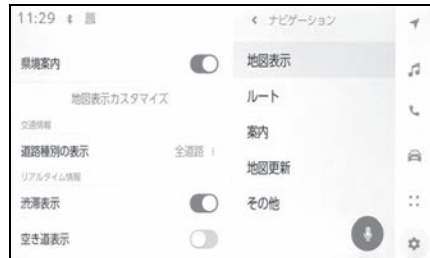 11:29
県境案内
地図表示カスタマイズ
交通情報
道路種別の表示 全道路
リアルタイム情報
渋滞表示
空き道表示
ナビゲーション
地図表示
ルート
案内
地図更新
その他